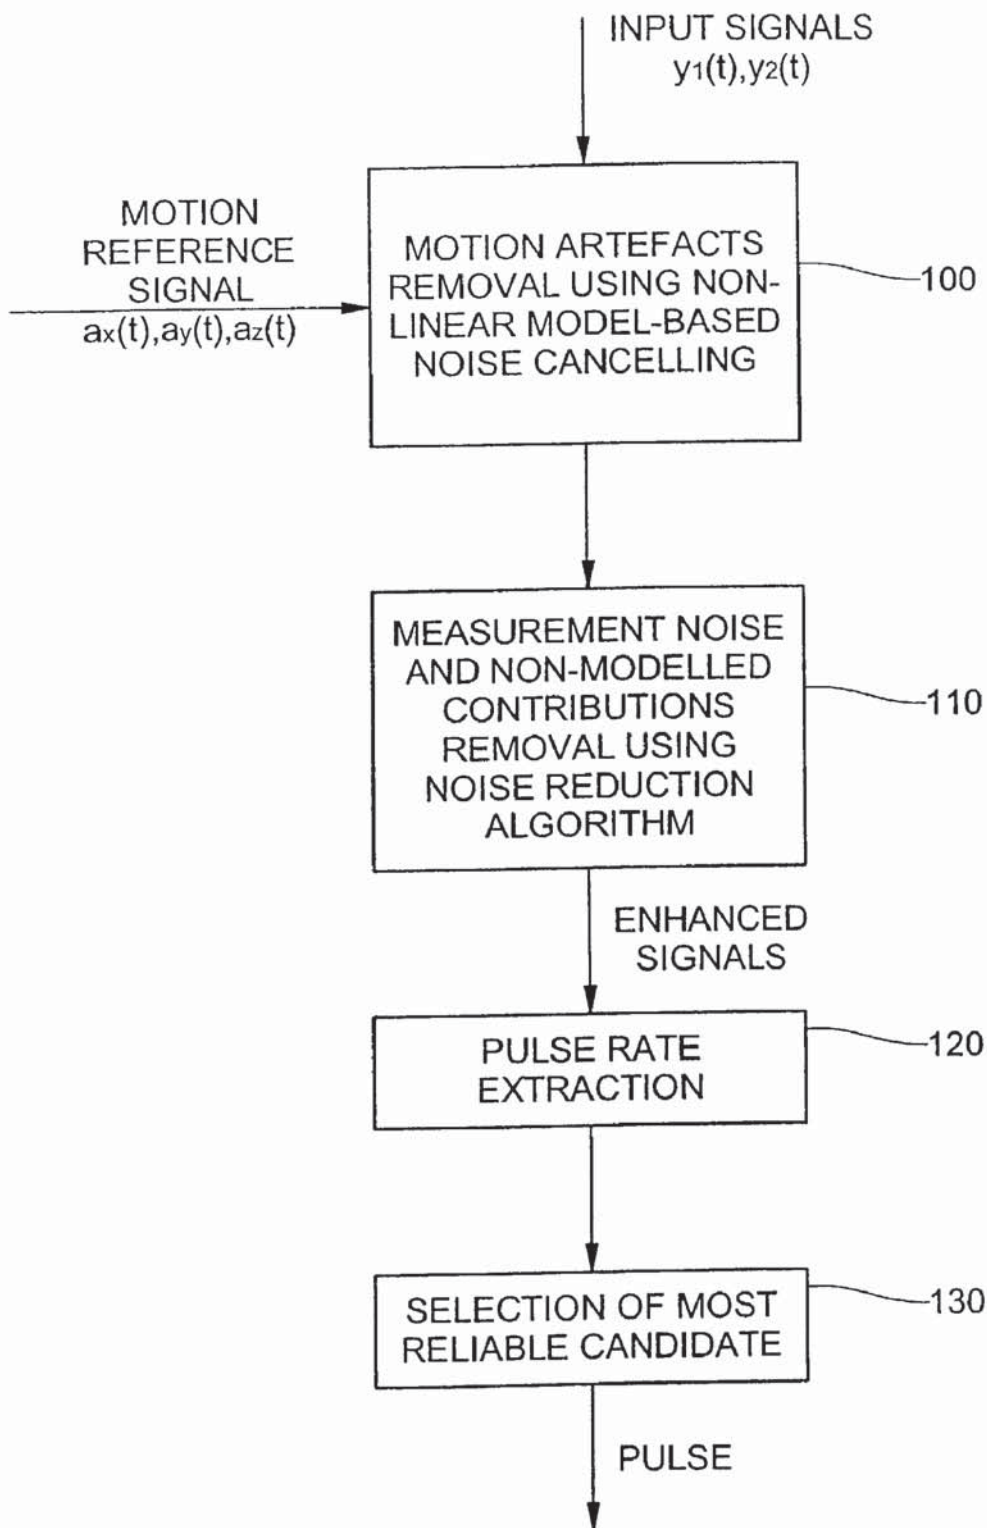 INPUT SIGNALS
y1(t),y2(t)
MOTION
REFERENCE
SIGNAL
ax(t),ay(t),az(t)
MOTION ARTEFACTS
REMOVAL USING NON-
LINEAR MODEL-BASED
NOISE CANCELLING
100
MEASUREMENT NOISE
AND NON-MODELLED
CONTRIBUTIONS
REMOVAL USING
NOISE REDUCTION
ALGORITHM
110
ENHANCED
SIGNALS
PULSE RATE
EXTRACTION
120
SELECTION OF MOST
RELIABLE CANDIDATE
130
PULSE